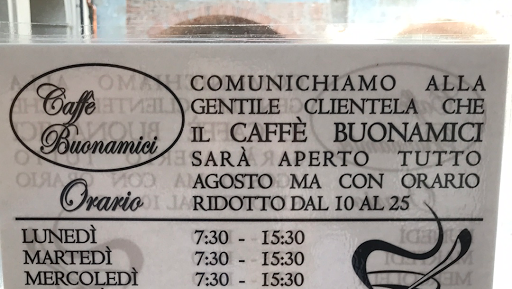 Caffè
Buonamici
COMUNICHIAMO ALLA
GENTILE CLIENTELA CHE
IL CAFFÈ BUONAMICI
SARÀ APERTO TUTTO
AGOSTO MA CON ORARIO
RIDOTTO DAL 10 AL 25
Orario
LUNEDÌ 7:30 - 15:30
MARTEDÌ 7:30 - 15:30
MERCOLEDÌ 7:30 - 15:30